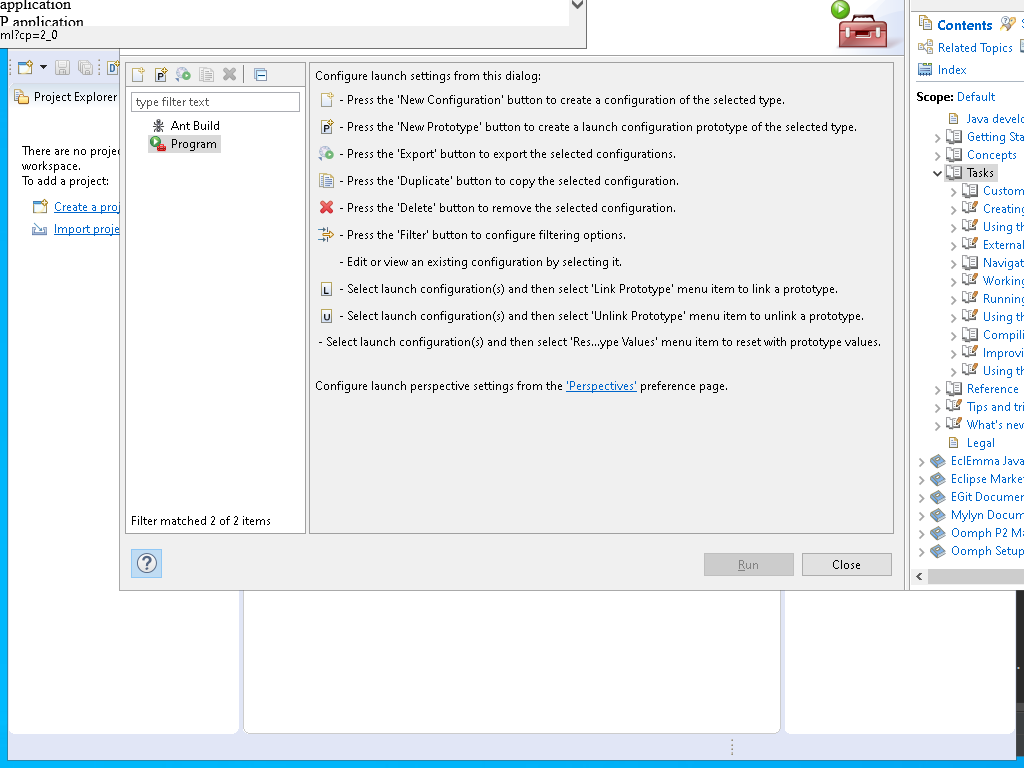 application
P application
ml?cp=2_0
Project Explorer
There are no proje
workspace.
To add a project:
Create a proj
Import proje
type filter text
Ant Build
Program
Filter matched 2 of 2 items
Configure launch settings from this dialog:
- Press the 'New Configuration' button to create a configuration of the selected type.
- Press the 'New Prototype' button to create a launch configuration prototype of the selected type.
- Press the 'Export' button to export the selected configurations.
- Press the 'Duplicate' button to copy the selected configuration.
- Press the 'Delete' button to remove the selected configuration.
- Press the 'Filter' button to configure filtering options.
- Edit or view an existing configuration by selecting it.
L - Select launch configuration(s) and then select 'Link Prototype' menu item to link a prototype.
U - Select launch configuration(s) and then select 'Unlink Prototype' menu item to unlink a prototype.
- Select launch configuration(s) and then select 'Res...ype Values' menu item to reset with prototype values.
Configure launch perspective settings from the 'Perspectives' preference page.
Run
Close
Contents
Related Topics
Index
Scope: Default
Java develo
Getting Sta
Concepts
Tasks
Custom
Creating
Using th
External
Navigat
Working
Running
Using th
Compili
Improvi
Using th
Reference
Tips and tri
What's new
Legal
EclEmma Java
Eclipse Marke
EGit Documen
Mylyn Docum
Oomph P2 Ma
Oomph Setup